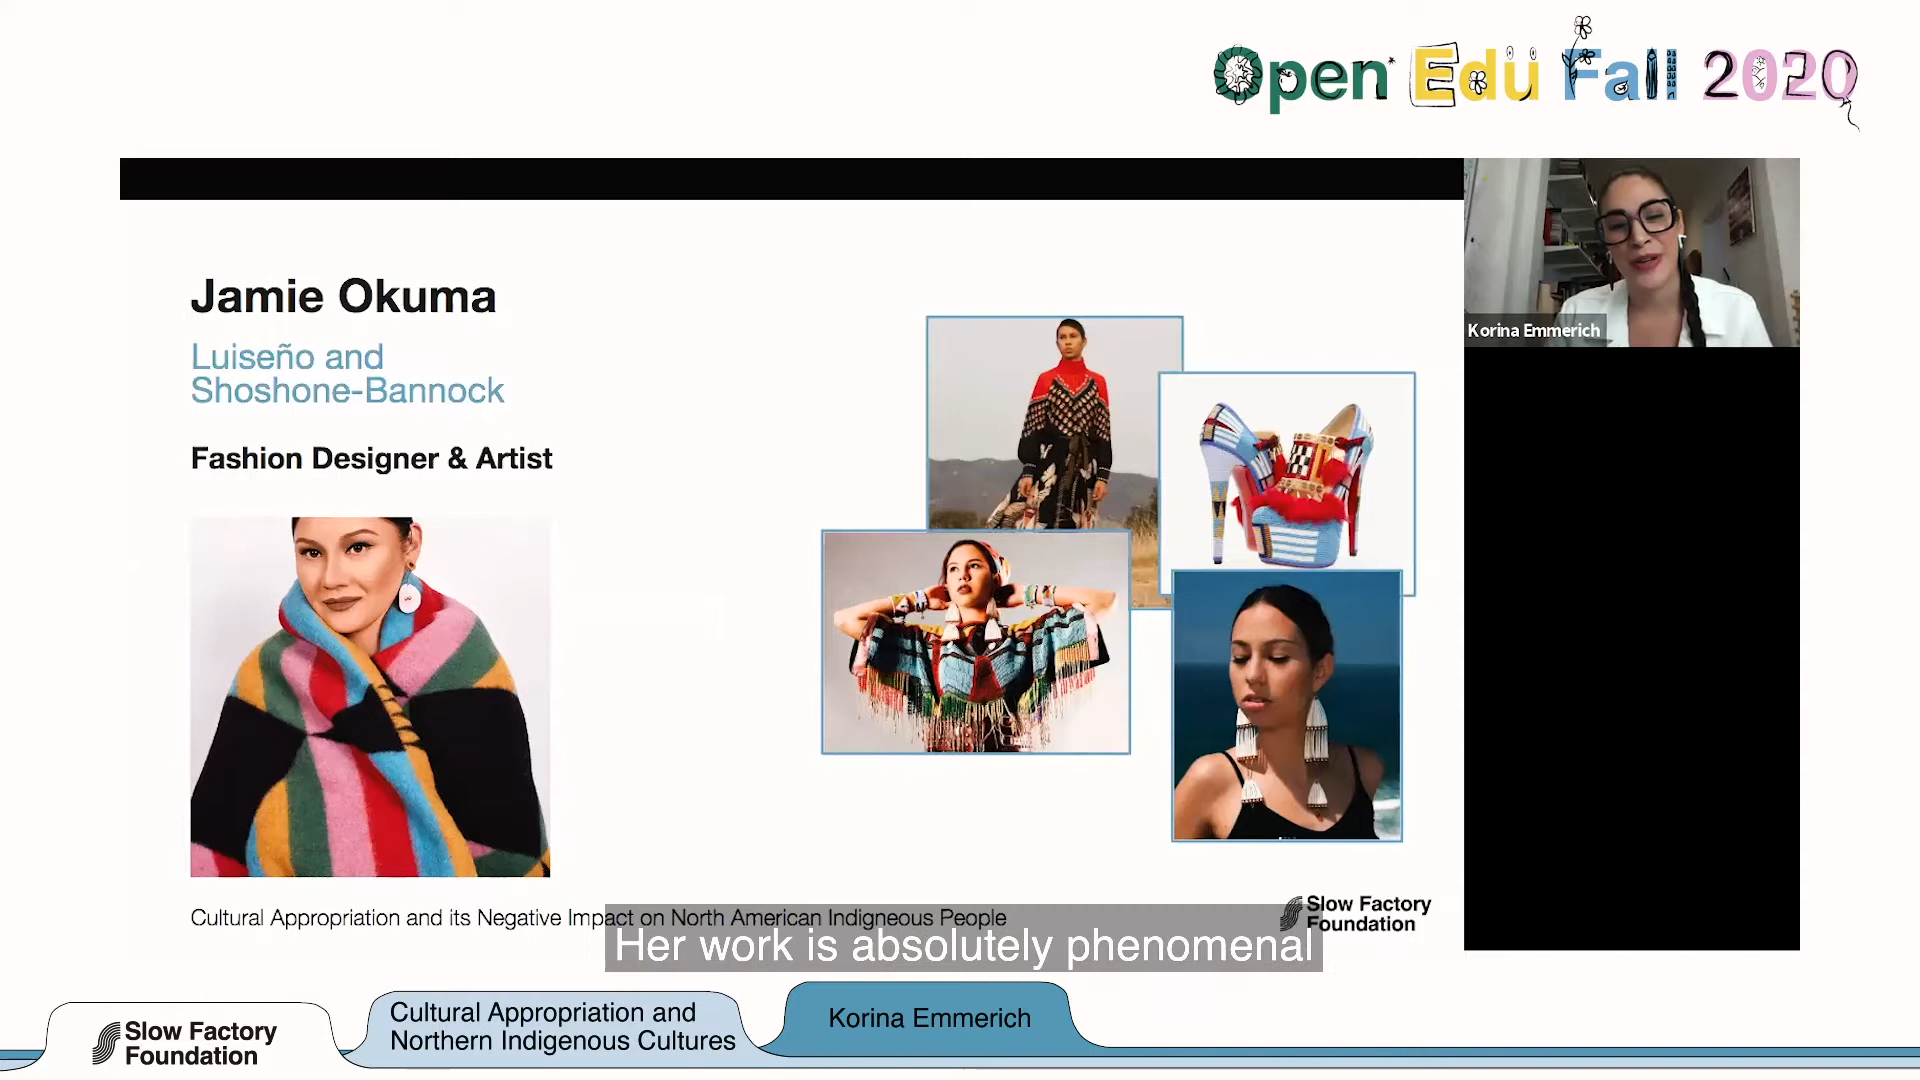 Open Edu Fall 2020
Jamie Okuma
Luiseño and
Shoshone-Bannock
Fashion Designer & Artist
Korina Emmerich
Cultural Appropriation and its Negative Impact on North American Indigneous People
Slow Factory
Foundation
Her work is absolutely phenomenal
Slow Factory
Foundation
Cultural Appropriation and
Northern Indigenous Cultures
Korina Emmerich